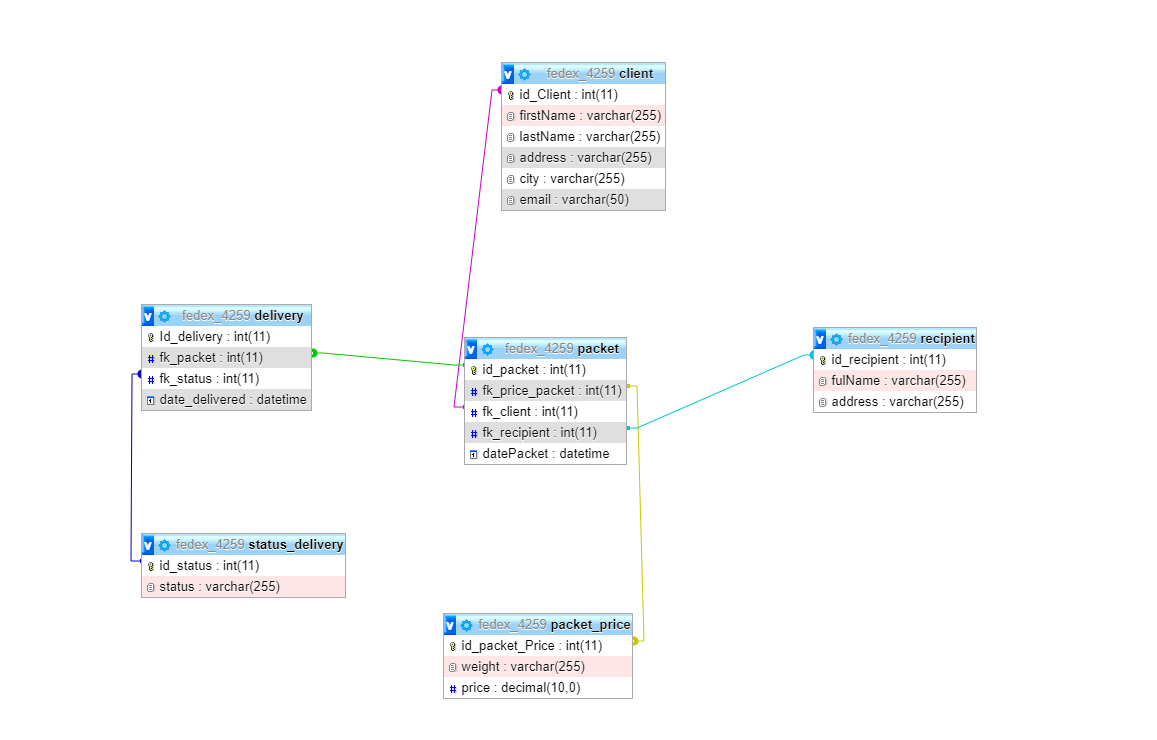 v fedex_4259 client
id_Client : int(11)
firstName : varchar(255)
lastName : varchar(255)
address : varchar(255)
city : varchar(255)
email : varchar(50)
v fedex_4259 delivery
Id_delivery : int(11)
# fk_packet : int(11)
# fk_status : int(11)
date_delivered : datetime
v fedex_4259 packet
id_packet : int(11)
# fk_price_packet : int(11)
# fk_client : int(11)
# fk_recipient : int(11)
datePacket : datetime
v fedex_4259 recipient
id_recipient : int(11)
fulName : varchar(255)
address : varchar(255)
v fedex_4259 status_delivery
id_status : int(11)
status : varchar(255)
v fedex_4259 packet_price
id_packet_Price : int(11)
weight : varchar(255)
# price : decimal(10,0)